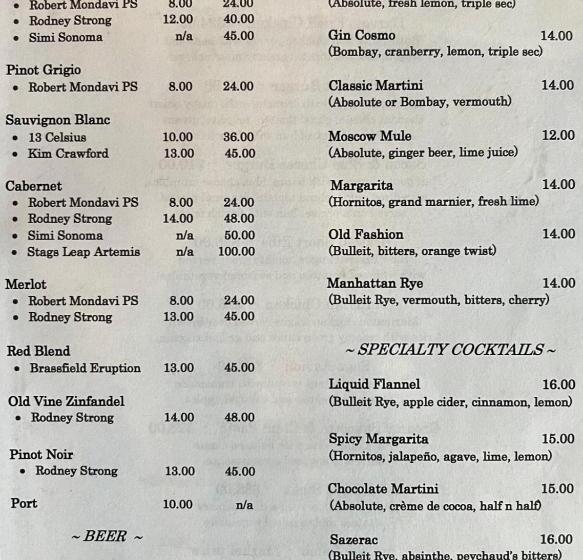 • Robert Mondavi PS 8.00 24.00
• Rodney Strong 12.00 40.00
• Simi Sonoma n/a 45.00
Pinot Grigio
• Robert Mondavi PS 8.00 24.00
Sauvignon Blanc
• 13 Celsius 10.00 36.00
• Kim Crawford 13.00 45.00
Cabernet
• Robert Mondavi PS 8.00 24.00
• Rodney Strong 14.00 48.00
• Simi Sonoma n/a 50.00
• Stags Leap Artemis n/a 100.00
Merlot
• Robert Mondavi PS 8.00 24.00
• Rodney Strong 13.00 45.00
Red Blend
• Brassfield Eruption 13.00 45.00
Old Vine Zinfandel
• Rodney Strong 14.00 48.00
Pinot Noir
• Rodney Strong 13.00 45.00
Port 10.00 n/a
~ BEER ~
(Absolute, fresh lemon, triple sec)
Gin Cosmo 14.00
(Bombay, cranberry, lemon, triple sec)
Classic Martini 14.00
(Absolute or Bombay, vermouth)
Moscow Mule 12.00
(Absolute, ginger beer, lime juice)
Margarita 14.00
(Hornitos, grand marnier, fresh lime)
Old Fashion 14.00
(Bulleit, bitters, orange twist)
Manhattan Rye 14.00
(Bulleit Rye, vermouth, bitters, cherry)
~ SPECIALTY COCKTAILS ~
Liquid Flannel 16.00
(Bulleit Rye, apple cider, cinnamon, lemon)
Spicy Margarita 15.00
(Hornitos, jalapeño, agave, lime, lemon)
Chocolate Martini 15.00
(Absolute, crème de cocoa, half n half)
Sazerac 16.00
(Bulleit Rye, absinthe, peychaud's bitters)